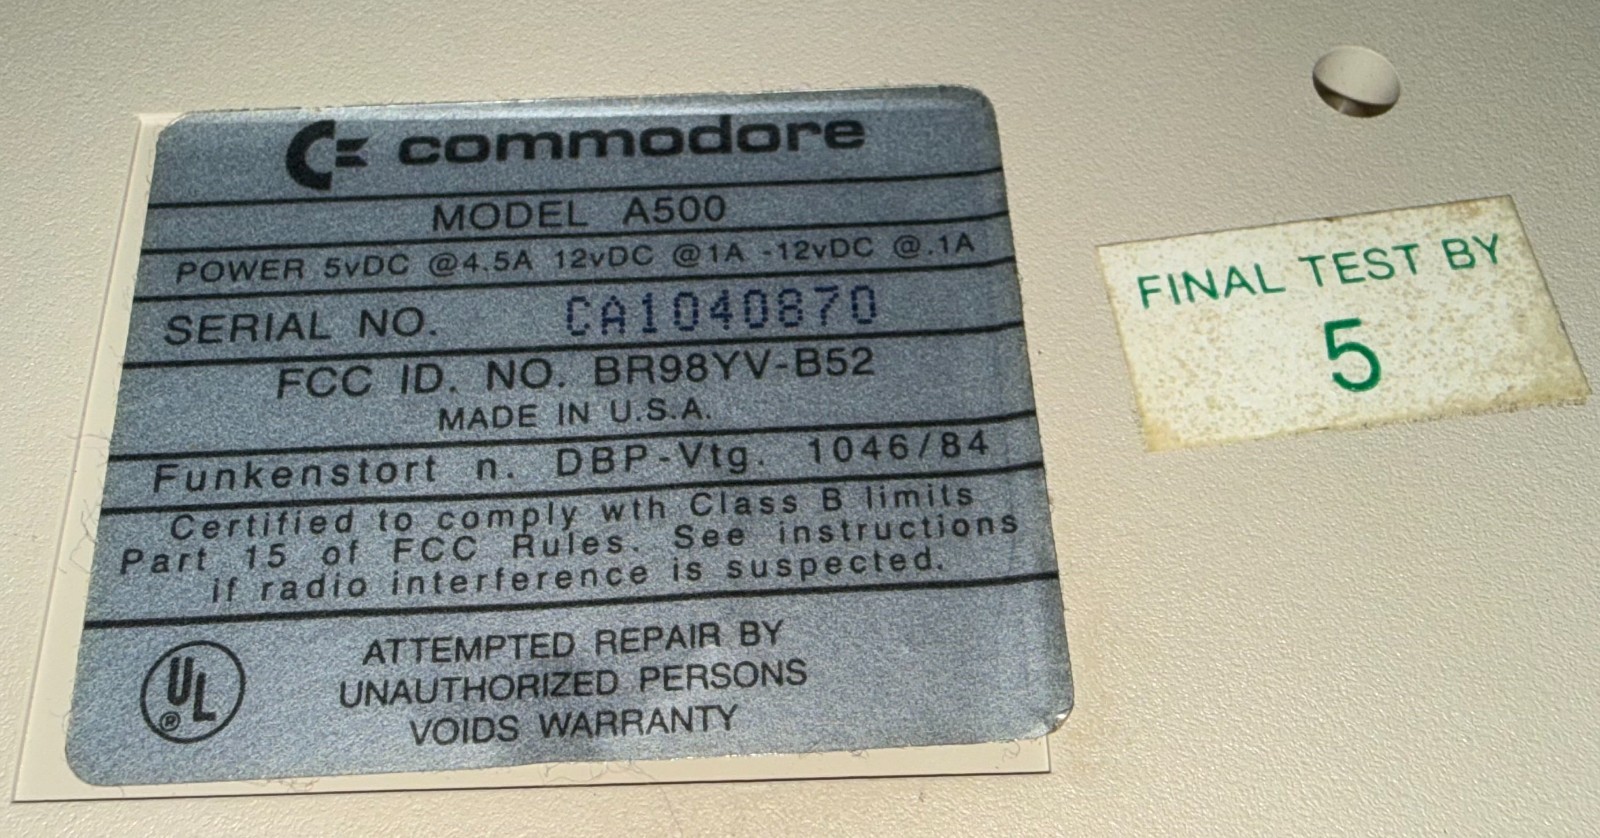 commodore
MODEL A500
POWER 5vDC @4.5A 12vDC @1A -12vDC @.1A
SERIAL NO. CA1040870
FCC ID. NO. BR98YV-B52
MADE IN U.S.A.
Funkenstort n. DBP-Vtg. 1046/84
Certified to comply wth Class B limits
Part 15 of FCC Rules. See instructions
if radio interference is suspected.
UL®
ATTEMPTED REPAIR BY
UNAUTHORIZED PERSONS
VOIDS WARRANTY
FINAL TEST BY
5